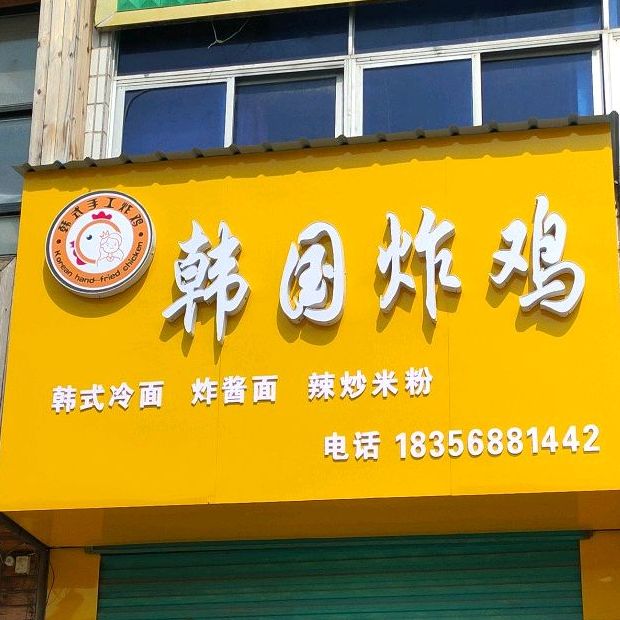 韩式手工炸鸡
Korean hand-fried chicken
韩国炸鸡
韩式冷面 炸酱面 辣炒米粉
电话 18356881442